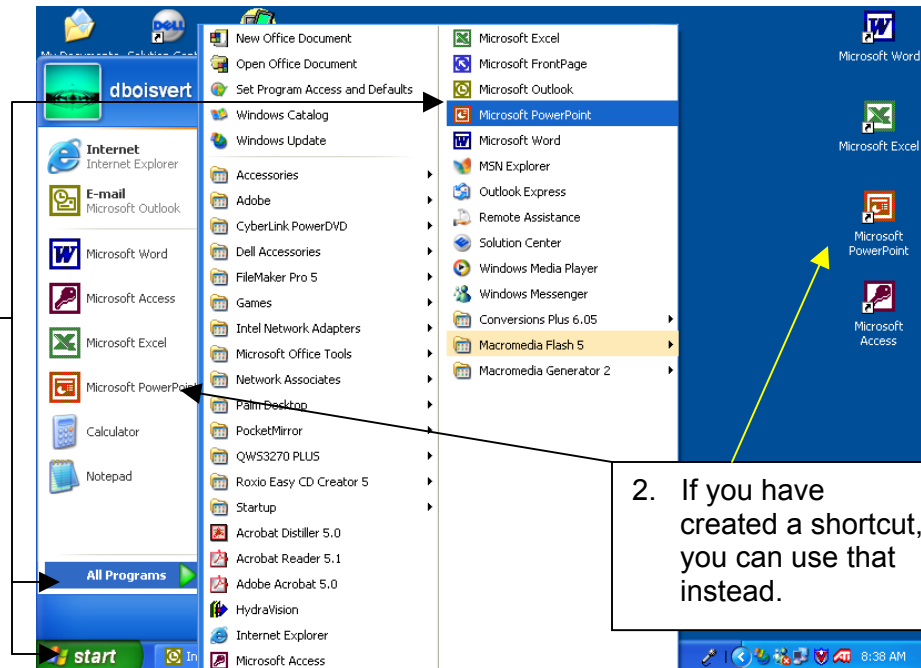 My Documents
Solution Cent
dboisvert
Internet
Internet Explorer
E-mail
Microsoft Outlook
Microsoft Word
Microsoft Access
Microsoft Excel
Microsoft PowerPoint
Calculator
Notepad
All Programs
start
In
New Office Document
Open Office Document
Set Program Access and Defaults
Windows Catalog
Windows Update
Accessories
Adobe
CyberLink PowerDVD
Dell Accessories
FileMaker Pro 5
Games
Intel Network Adapters
Microsoft Office Tools
Network Associates
Palm Desktop
PocketMirror
QWS3270 PLUS
Roxio Easy CD Creator 5
Startup
Acrobat Distiller 5.0
Acrobat Reader 5.1
Adobe Acrobat 5.0
HydraVision
Internet Explorer
Microsoft Access
Microsoft Excel
Microsoft FrontPage
Microsoft Outlook
Microsoft PowerPoint
Microsoft Word
MSN Explorer
Outlook Express
Remote Assistance
Solution Center
Windows Media Player
Windows Messenger
Conversions Plus 6.05
Macromedia Flash 5
Macromedia Generator 2
Microsoft Word
Microsoft Excel
Microsoft
PowerPoint
Microsoft
Access
2. If you have
created a shortcut,
you can use that
instead.
8:38 AM